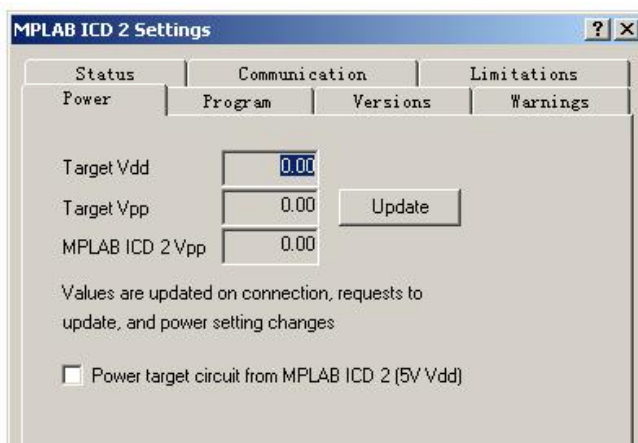 MPLAB ICD 2 Settings
Status Communication Limitations
Power Program Versions Warnings
Target Vdd 0.00
Target Vpp 0.00 Update
MPLAB ICD 2 Vpp 0.00
Values are updated on connection, requests to
update, and power setting changes
Power target circuit from MPLAB ICD 2 (5V Vdd)